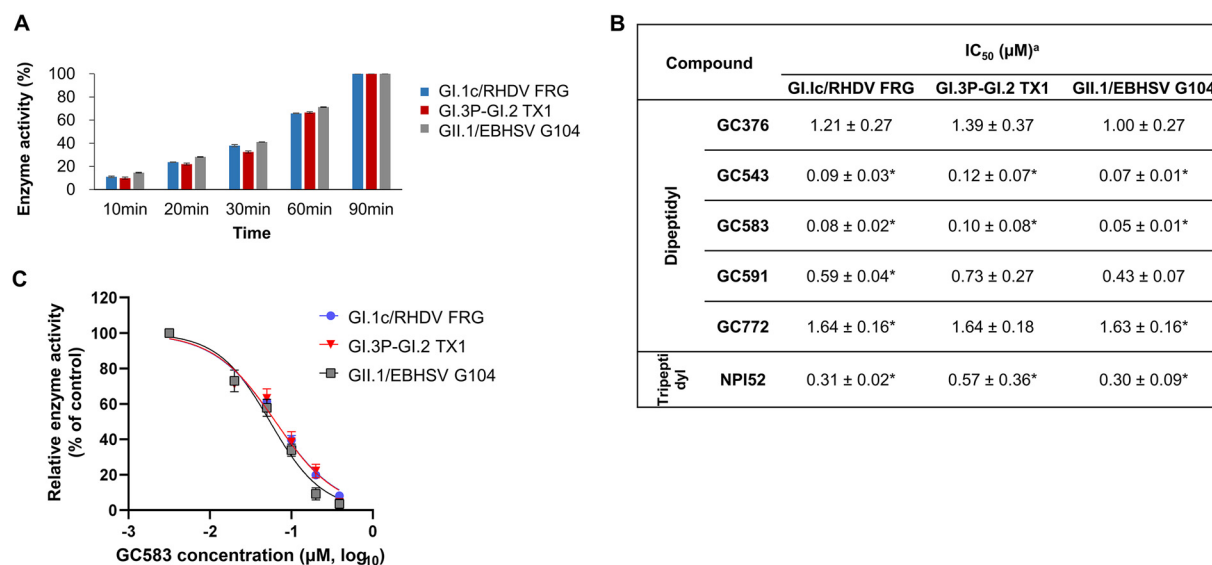 A
Enzyme activity (%)
100
80
60
40
20
0
10min 20min 30min 60min 90min
Time
GI.1c/RHDV FRG
GI.3P-GI.2 TX1
GII.1/EBHSV G104
B
Compound
IC50 (µM)a
GI.Ic/RHDV FRG GI.3P-GI.2 TX1 GII.1/EBHSV G104
Dipeptidyl
GC376 1.21 ± 0.27 1.39 ± 0.37 1.00 ± 0.27
GC543 0.09 ± 0.03* 0.12 ± 0.07* 0.07 ± 0.01*
GC583 0.08 ± 0.02* 0.10 ± 0.08* 0.05 ± 0.01*
GC591 0.59 ± 0.04* 0.73 ± 0.27 0.43 ± 0.07
GC772 1.64 ± 0.16* 1.64 ± 0.18 1.63 ± 0.16*
Tripepti
dyl
NPI52 0.31 ± 0.02* 0.57 ± 0.36* 0.30 ± 0.09*
C
Relative enzyme activity
(% of control)
120
100
80
60
40
20
0
-3 -2 -1 0
GC583 concentration (µM, log10)
GI.1c/RHDV FRG
GI.3P-GI.2 TX1
GII.1/EBHSV G104